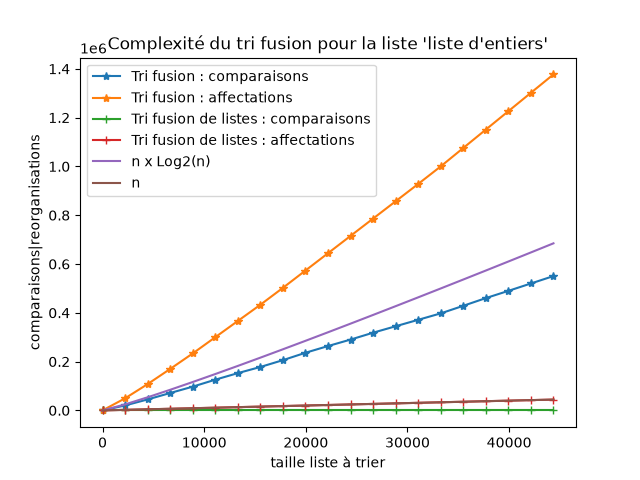 Complexité du tri fusion pour la liste 'liste d'entiers'
1e6
Tri fusion : comparaisons
Tri fusion : affectations
Tri fusion de listes : comparaisons
Tri fusion de listes : affectations
n x Log2(n)
n
comparaisons|reorganisations
1.4
1.2
1.0
0.8
0.6
0.4
0.2
0.0
0
10000
20000
30000
40000
taille liste à trier